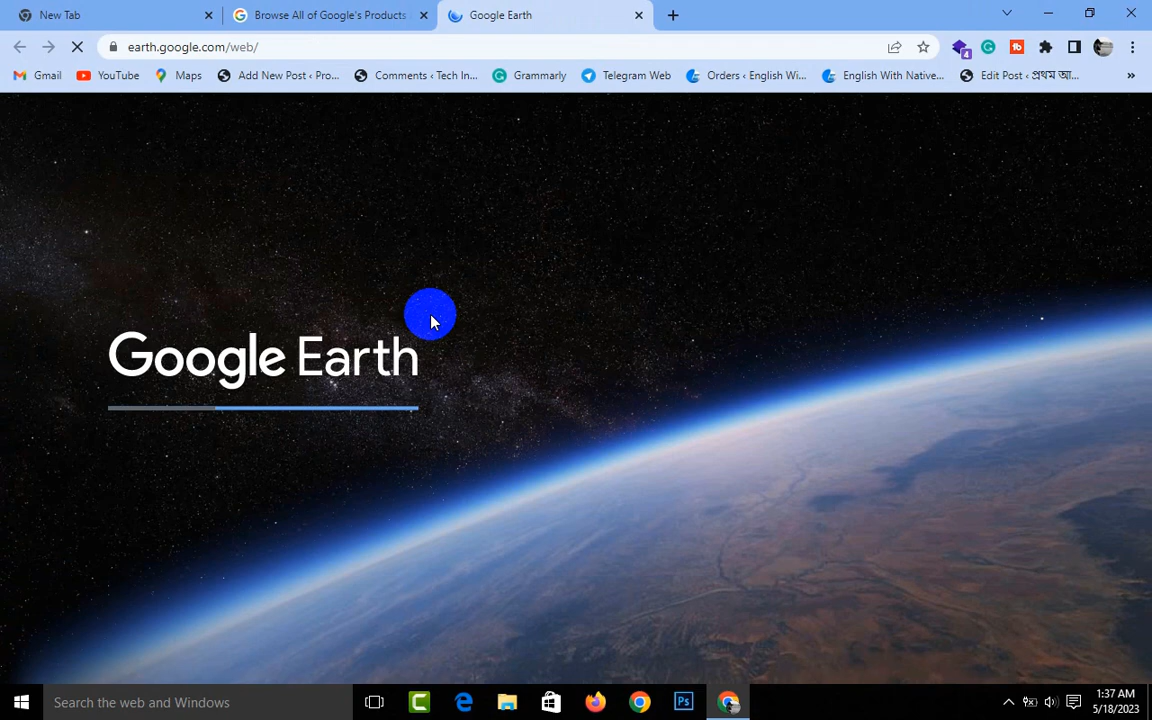 New Tab
Browse All of Google's Products
Google Earth
earth.google.com/web/
4
Gmail
YouTube
Maps
Add New Post ‹ Pro...
Comments ‹ Tech In...
Grammarly
Telegram Web
Orders ‹ English Wi...
English With Native...
Edit Post ‹ প্রথম আ...
»
Google Earth
Search the web and Windows
C
Ps
1:37 AM
5/18/2023